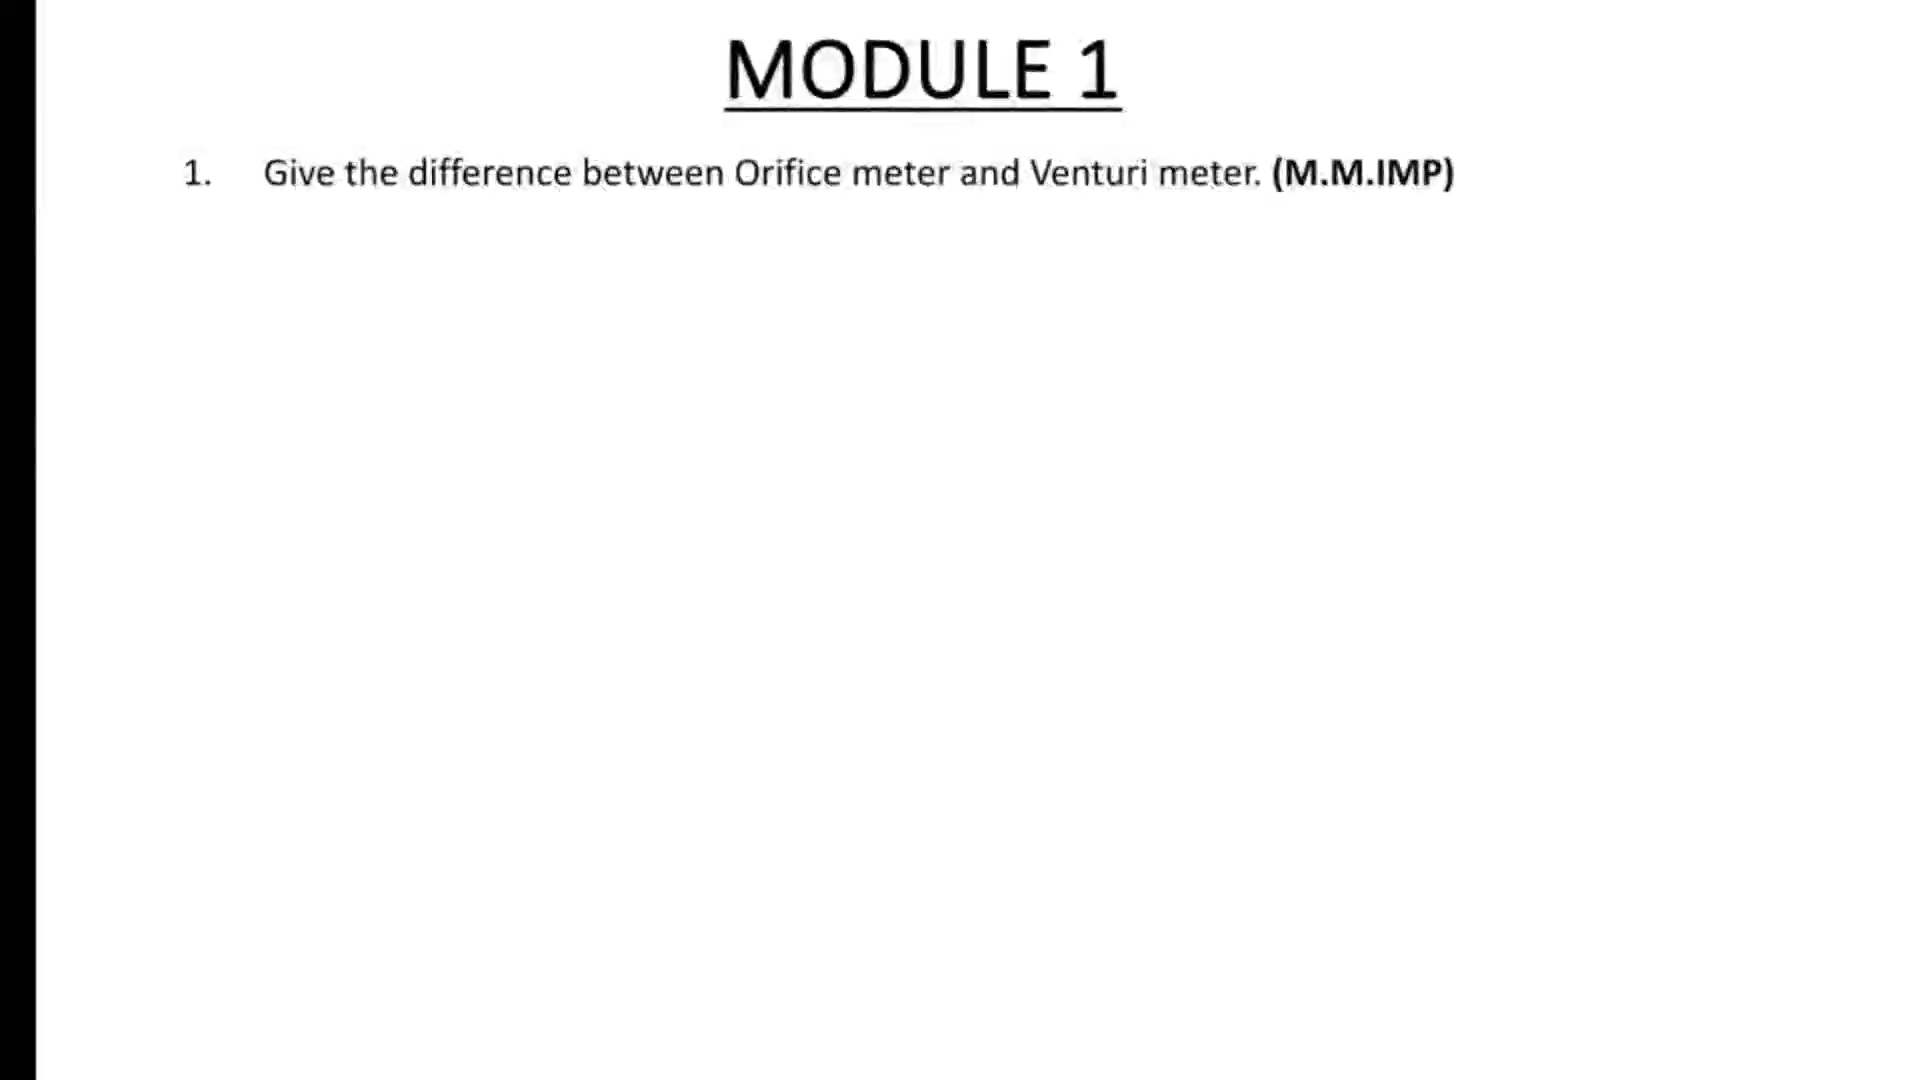 MODULE 1
1. Give the difference between Orifice meter and Venturi meter. (M.M.IMP)